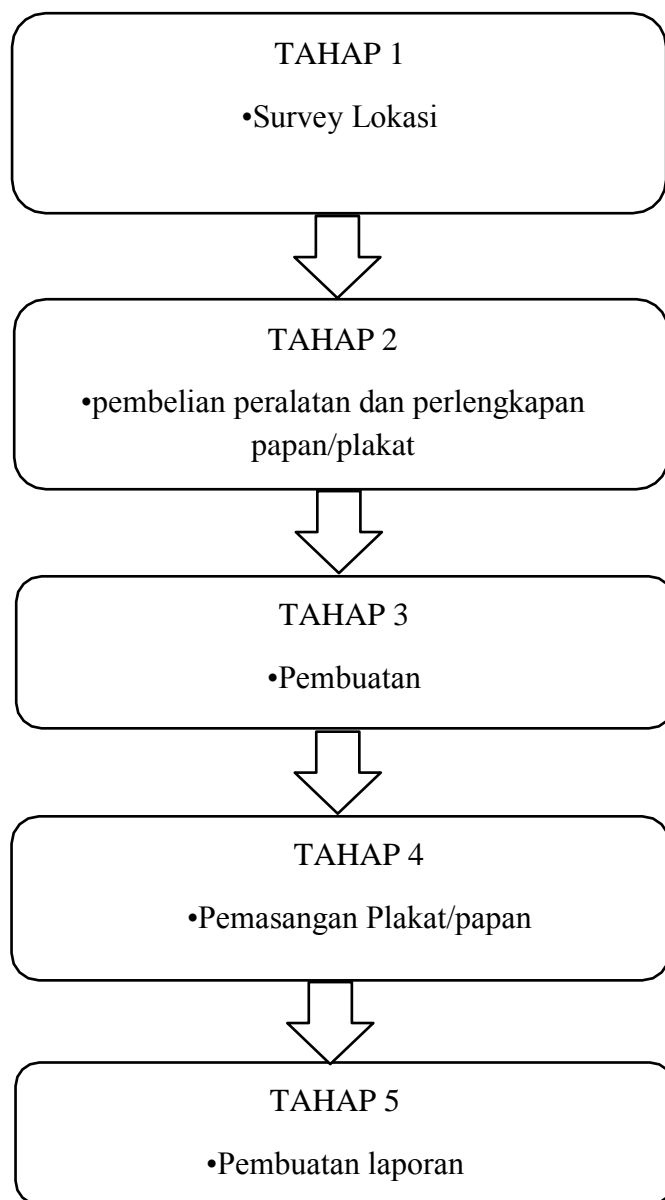 TAHAP 1
•Survey Lokasi
TAHAP 2
•pembelian peralatan dan perlengkapan
papan/plakat
TAHAP 3
•Pembuatan
TAHAP 4
•Pemasangan Plakat/papan
TAHAP 5
•Pembuatan laporan